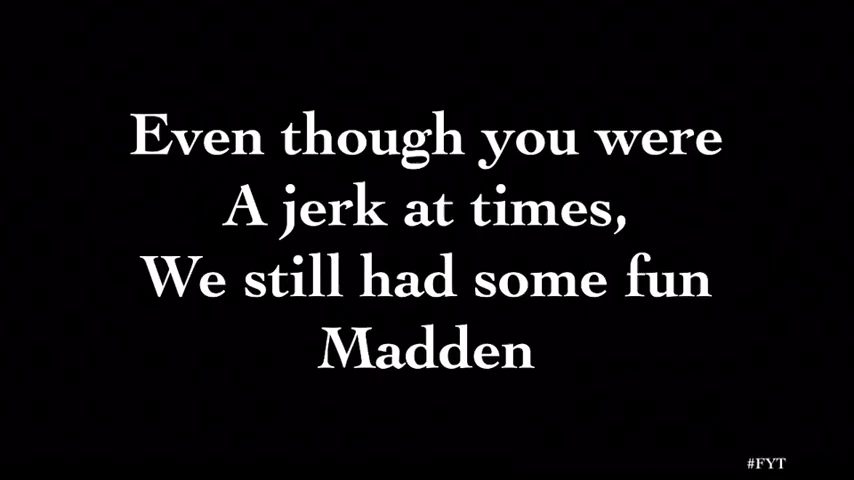 Even though you were
A jerk at times,
We still had some fun
Madden
#FYT